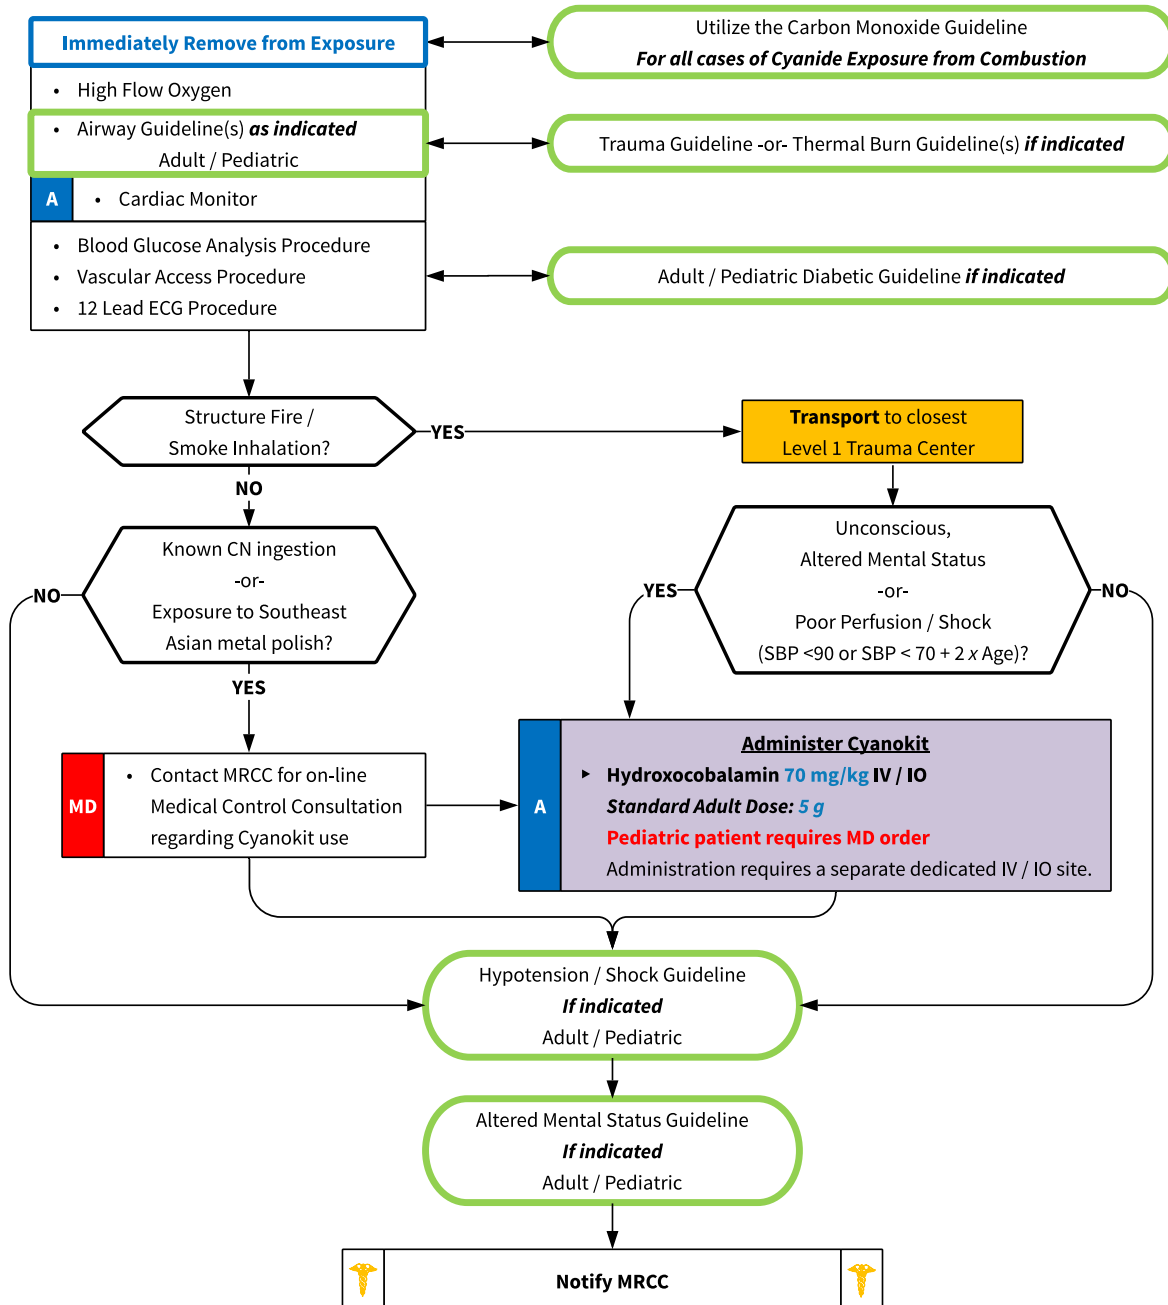 Immediately Remove from Exposure
Utilize the Carbon Monoxide Guideline
For all cases of Cyanide Exposure from Combustion
• High Flow Oxygen
• Airway Guideline(s) as indicated
Adult / Pediatric
Trauma Guideline -or- Thermal Burn Guideline(s) if indicated
A
• Cardiac Monitor
• Blood Glucose Analysis Procedure
• Vascular Access Procedure
• 12 Lead ECG Procedure
Adult / Pediatric Diabetic Guideline if indicated
Structure Fire /
Smoke Inhalation?
YES
Transport to closest
Level 1 Trauma Center
NO
Known CN ingestion
-or-
Exposure to Southeast
Asian metal polish?
NO
YES
Unconscious,
Altered Mental Status
-or-
Poor Perfusion / Shock
(SBP <90 or SBP < 70 + 2 x Age)?
YES
NO
MD
• Contact MRCC for on-line
Medical Control Consultation
regarding Cyanokit use
A
Administer Cyanokit
▸ Hydroxocobalamin 70 mg/kg IV / IO
Standard Adult Dose: 5 g
Pediatric patient requires MD order
Administration requires a separate dedicated IV / IO site.
Hypotension / Shock Guideline
If indicated
Adult / Pediatric
Altered Mental Status Guideline
If indicated
Adult / Pediatric
Notify MRCC